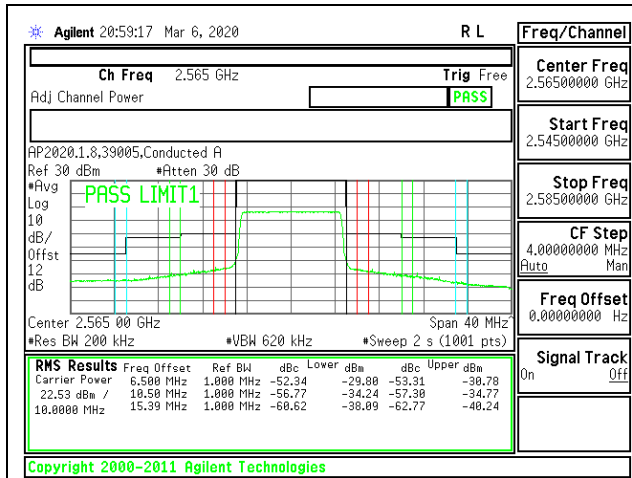 Agilent 20:59:17 Mar 6, 2020 R L
Ch Freq 2.565 GHz Trig Free
Adj Channel Power PASS
AP2020.1.8,39005,Conducted A
Ref 30 dBm #Atten 30 dB
#Avg
Log
10
dB/
Offst
12
dB
PASS LIMIT1
Center 2.565 00 GHz Span 40 MHz
#Res BW 200 kHz #VBW 620 kHz #Sweep 2 s (1001 pts)
RMS Results Freq Offset Ref BW dBc Lower dBm dBc Upper dBm
Carrier Power 6.500 MHz 1.000 MHz -52.34 -29.80 -53.31 -30.78
22.53 dBm / 10.50 MHz 1.000 MHz -56.77 -34.24 -57.30 -34.77
10.0000 MHz 15.39 MHz 1.000 MHz -60.62 -38.09 -62.77 -40.24
Copyright 2000-2011 Agilent Technologies
Freq/Channel
Center Freq
2.56500000 GHz
Start Freq
2.54500000 GHz
Stop Freq
2.58500000 GHz
CF Step
4.00000000 MHz
Auto Man
Freq Offset
0.00000000 Hz
Signal Track
On Off